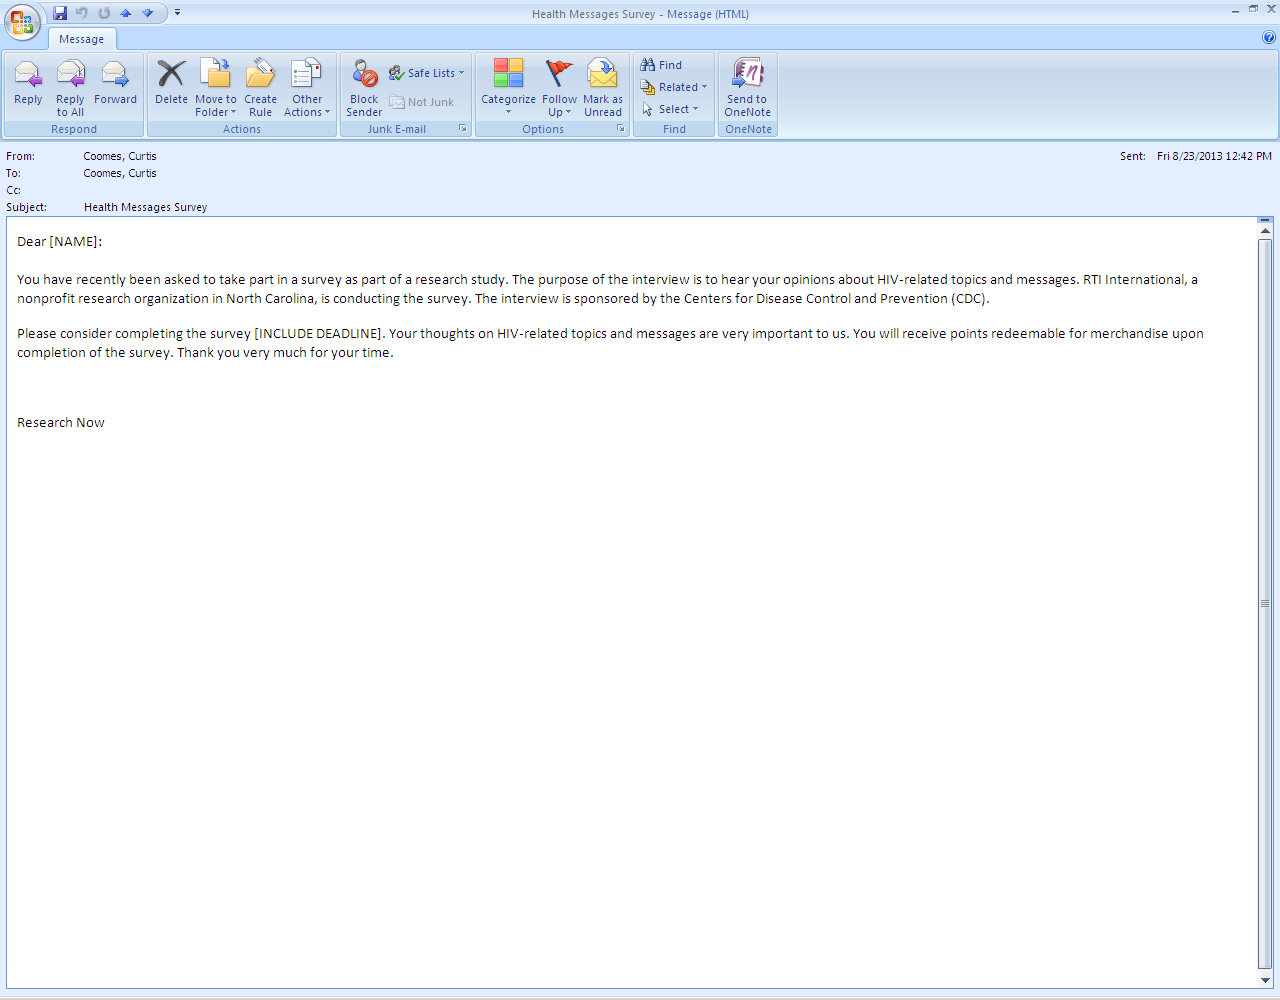 Health Messages Survey - Message (HTML)
Message
Reply
Reply to All
Forward
Respond
Delete
Move to Folder
Create Rule
Other Actions
Actions
Block Sender
Safe Lists
Not Junk
Junk E-mail
Categorize
Follow Up
Mark as Unread
Options
Find
Related
Select
Find
Send to OneNote
OneNote
From: Coomes, Curtis
Sent: Fri 8/23/2013 12:42 PM
To: Coomes, Curtis
Cc:
Subject: Health Messages Survey
Dear [NAME]:
You have recently been asked to take part in a survey as part of a research study. The purpose of the interview is to hear your opinions about HIV-related topics and messages. RTI International, a
nonprofit research organization in North Carolina, is conducting the survey. The interview is sponsored by the Centers for Disease Control and Prevention (CDC).
Please consider completing the survey [INCLUDE DEADLINE]. Your thoughts on HIV-related topics and messages are very important to us. You will receive points redeemable for merchandise upon
completion of the survey. Thank you very much for your time.
Research Now